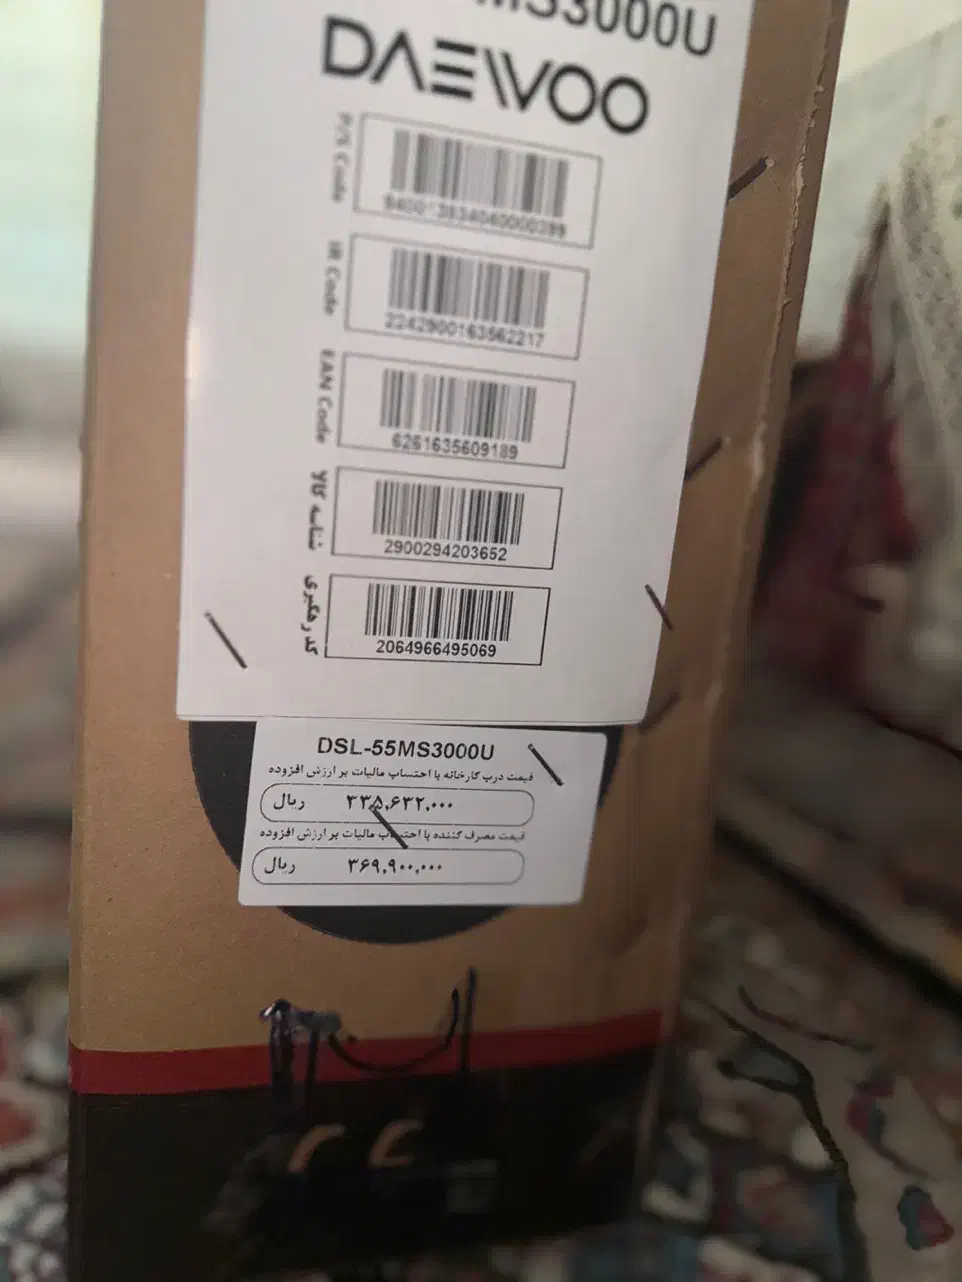 MS3000U
DAEWOO
P/S Code
IR Code
2242900163562217
EAN Code
6261635609189
شناسه کالا
2900294203652
کد رهگیری
2064966495069
DSL-55MS3000U
قیمت درب کارخانه با احتساب مالیات بر ارزش افزوده
۳۳۵,۶۳۲,۰۰۰ ریال
قیمت مصرف کننده با احتساب مالیات بر ارزش افزوده
۳۶۹,۹۰۰,۰۰۰ ریال